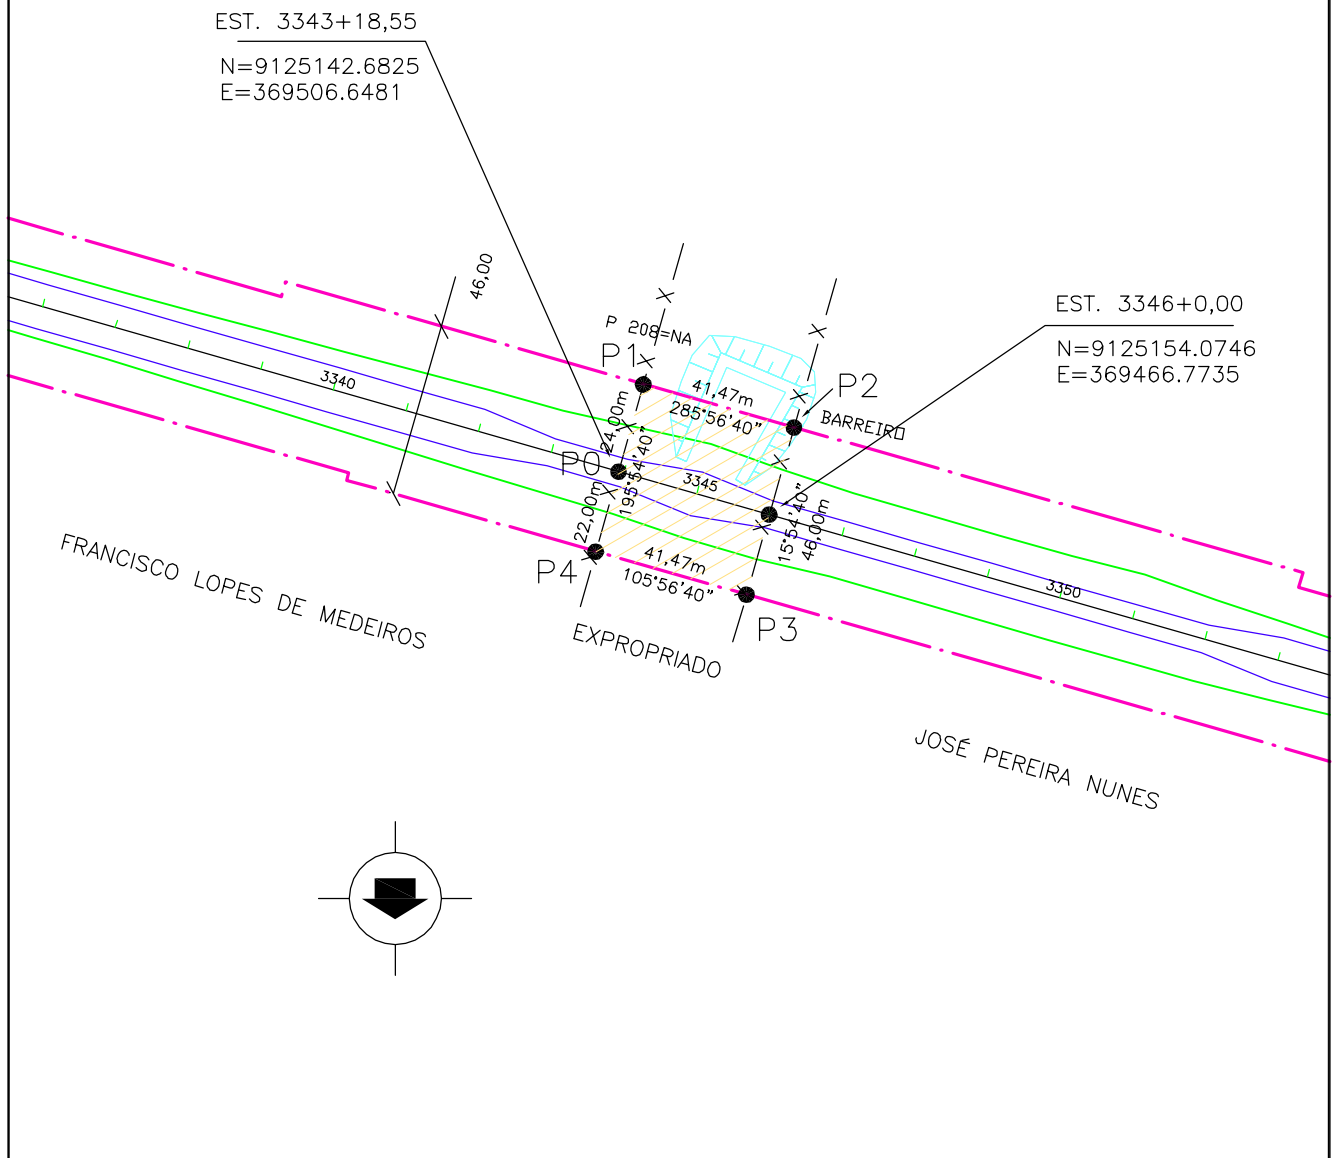 EST. 3343+18,55
N=9125142.6825
E=369506.6481
46,00
EST. 3346+0,00
N=9125154.0746
E=369466.7735
P 208=NA
P1
41,47m
285°56'40"
P2
BARREIRO
3340
24,00m
195°54'40"
P0
3345
22,00m
15°54'40"
46,00m
P4
41,47m
105°56'40"
P3
3350
FRANCISCO LOPES DE MEDEIROS
EXPROPRIADO
JOSÉ PEREIRA NUNES